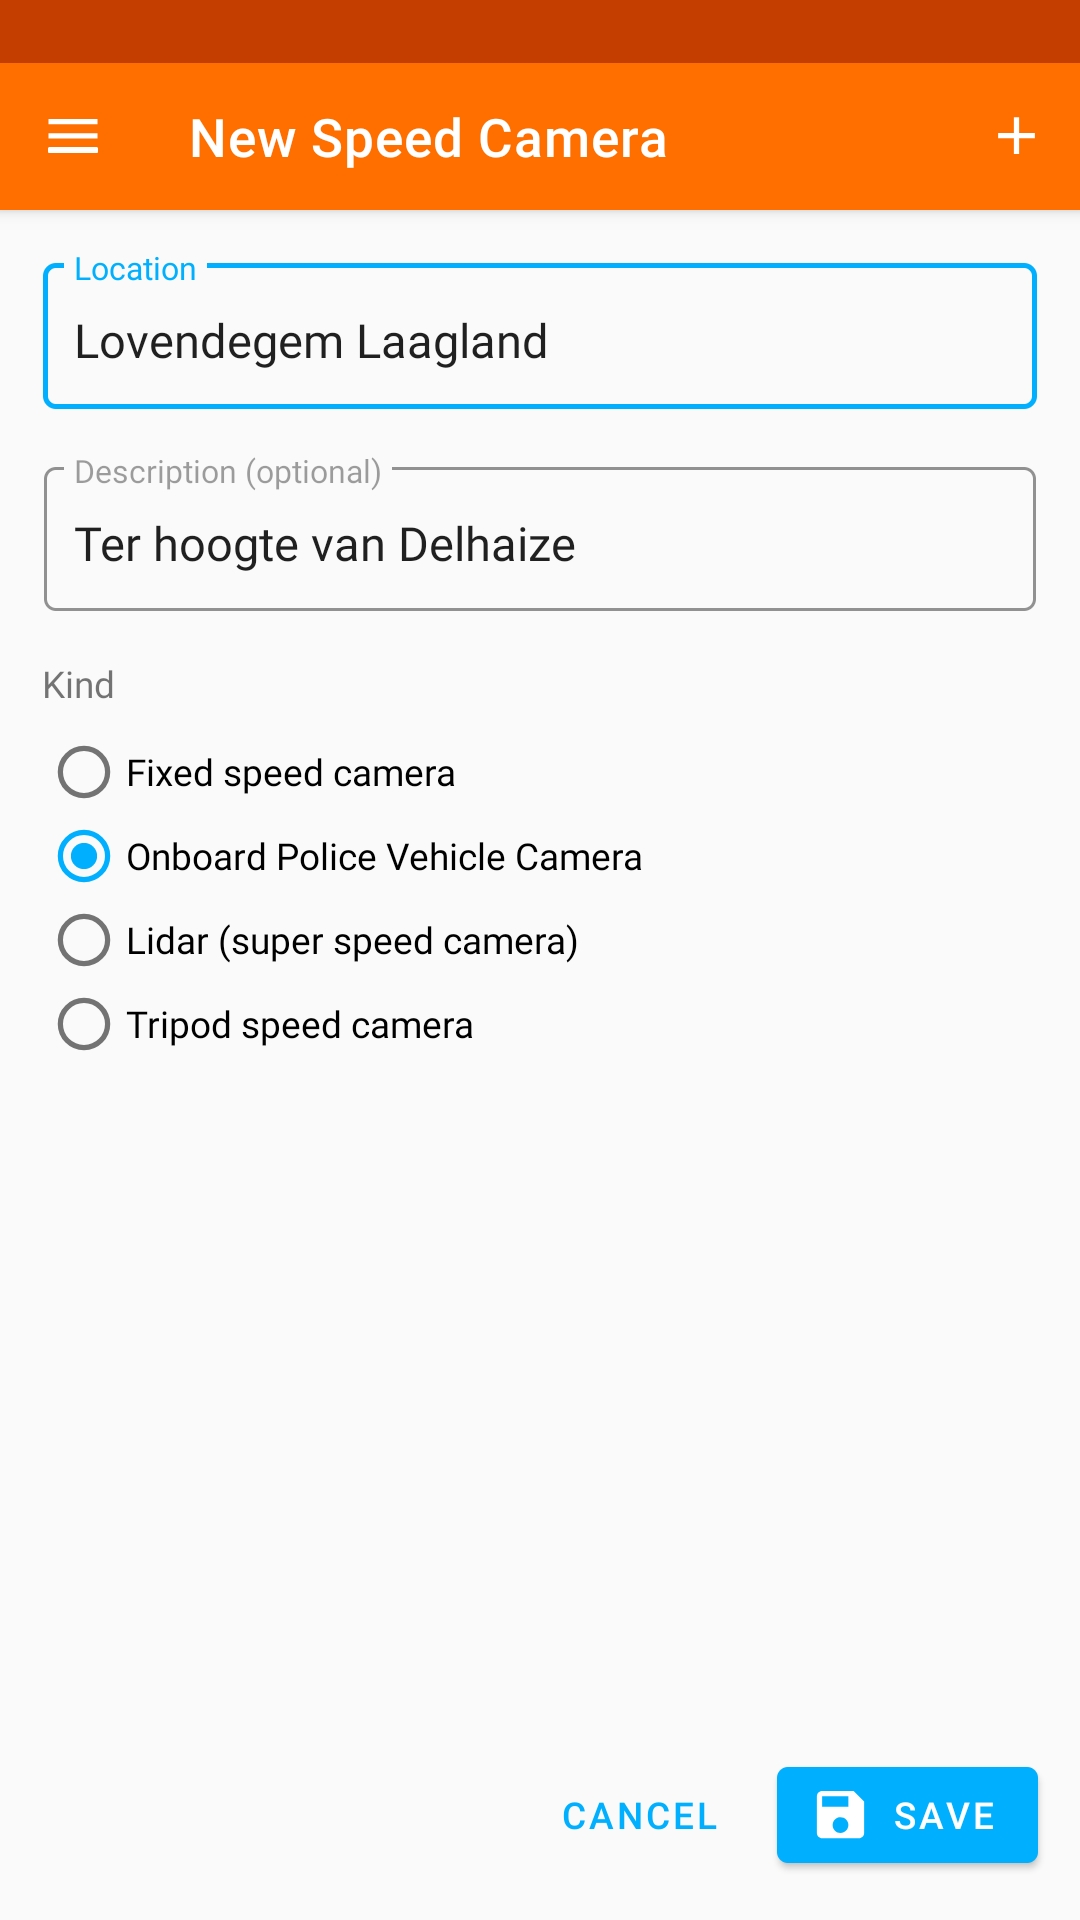 New Speed Camera
Location
Lovendegem Laagland
Description (optional)
Ter hoogte van Delhaize
Kind
Fixed speed camera
Onboard Police Vehicle Camera
Lidar (super speed camera)
Tripod speed camera
CANCEL
SAVE